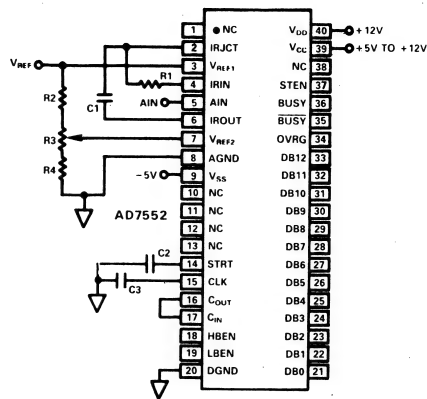 1 NC
2 IRJCT
3 VREF1
4 IRIN
5 AIN
6 IROUT
7 VREF2
8 AGND
9 VSS
10 NC
11 NC
12 NC
13 NC
14 STRT
15 CLK
16 COUT
17 CIN
18 HBEN
19 LBEN
20 DGND
VDD 40 +12V
VCC 39 +5V TO +12V
NC 38
STEN 37
BUSY 36
BUSY 35
OVRG 34
DB12 33
DB11 32
DB10 31
DB9 30
DB8 29
DB7 28
DB6 27
DB5 26
DB4 25
DB3 24
DB2 23
DB1 22
DB0 21
VREF
R1
R2
C1
AIN
R3
R4
-5V
AD7552
C2
C3